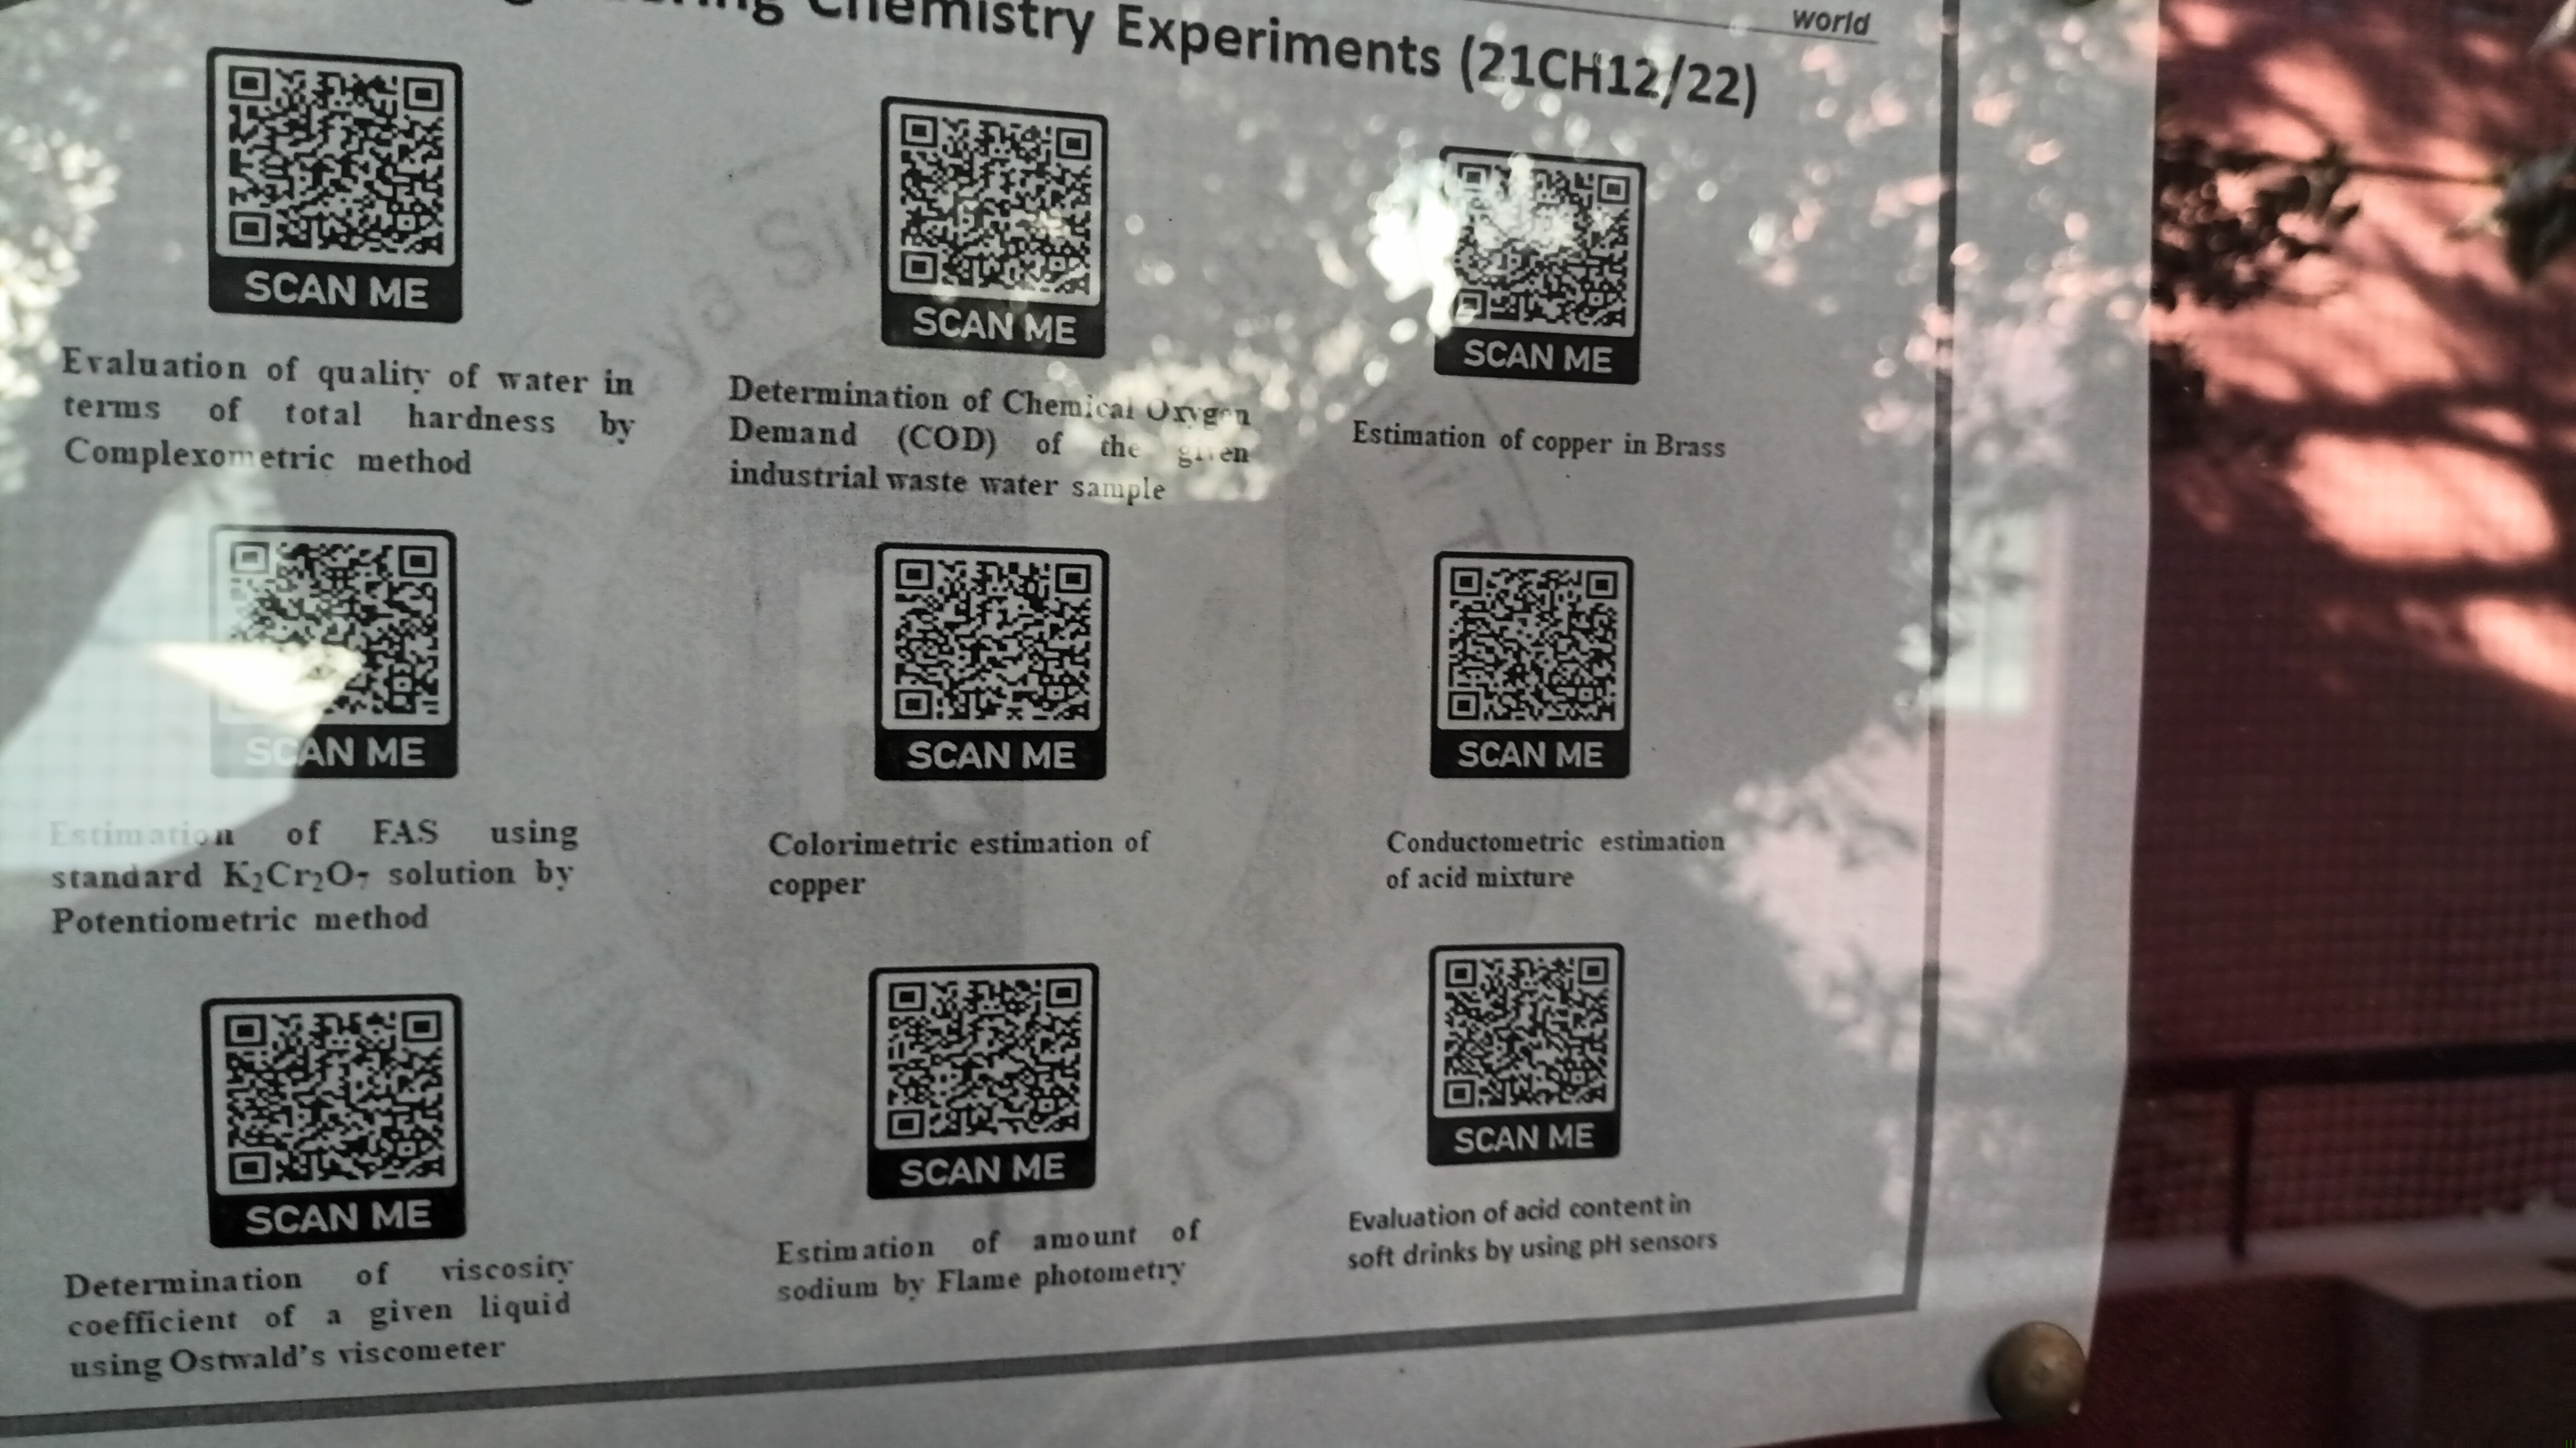 world
Chemistry Experiments (21CH12/22)
SCAN ME
SCAN ME
SCAN ME
Evaluation of quality of water in
terms of total hardness by
Complexometric method
Determination of Chemical Oxygen
Demand (COD) of the given
industrial waste water sample
Estimation of copper in Brass
SCAN ME
SCAN ME
SCAN ME
Estimation of FAS using
standard K₂Cr₂O₇ solution by
Potentiometric method
Colorimetric estimation of
copper
Conductometric estimation
of acid mixture
SCAN ME
SCAN ME
SCAN ME
Determination of viscosity
coefficient of a given liquid
using Ostwald's viscometer
Estimation of amount of
sodium by Flame photometry
Evaluation of acid content in
soft drinks by using pH sensors